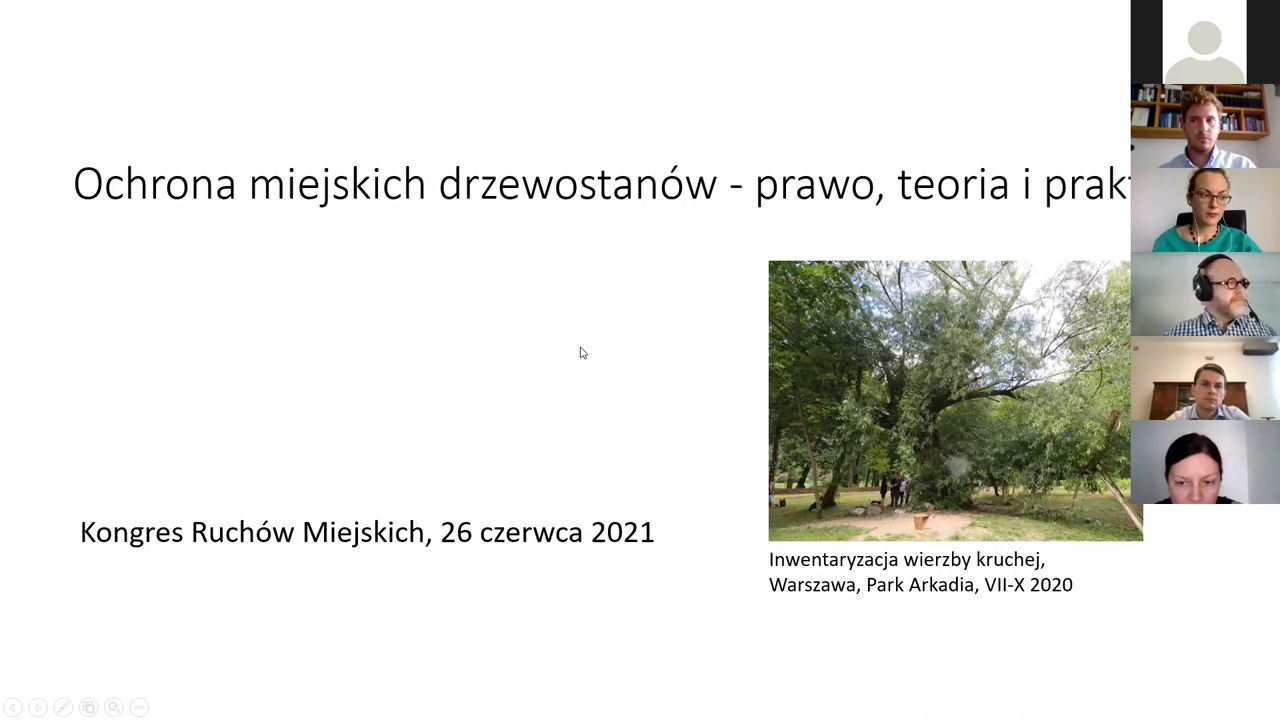 Ochrona miejskich drzewostanów - prawo, teoria i prakt
Kongres Ruchów Miejskich, 26 czerwca 2021
Inwentaryzacja wierzby kruchej,
Warszawa, Park Arkadia, VII-X 2020